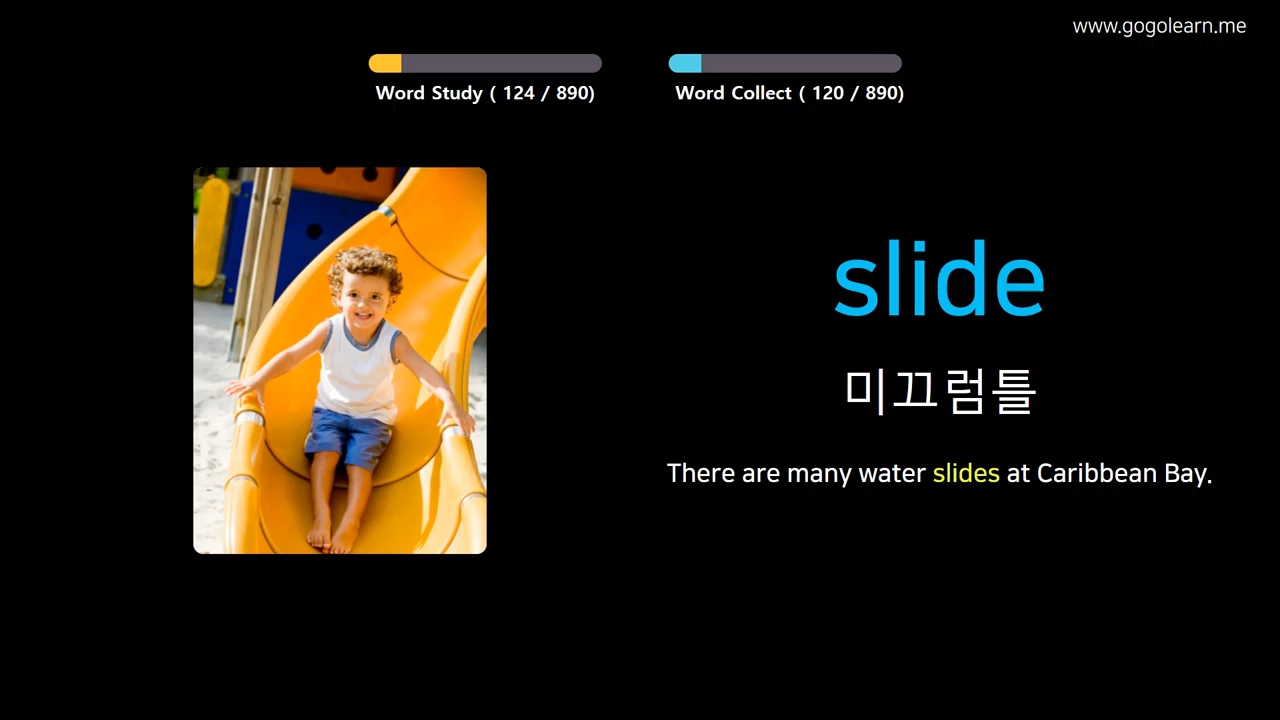 www.gogolearn.me
Word Study ( 124 / 890)
Word Collect ( 120 / 890)
slide
미끄럼틀
There are many water slides at Caribbean Bay.